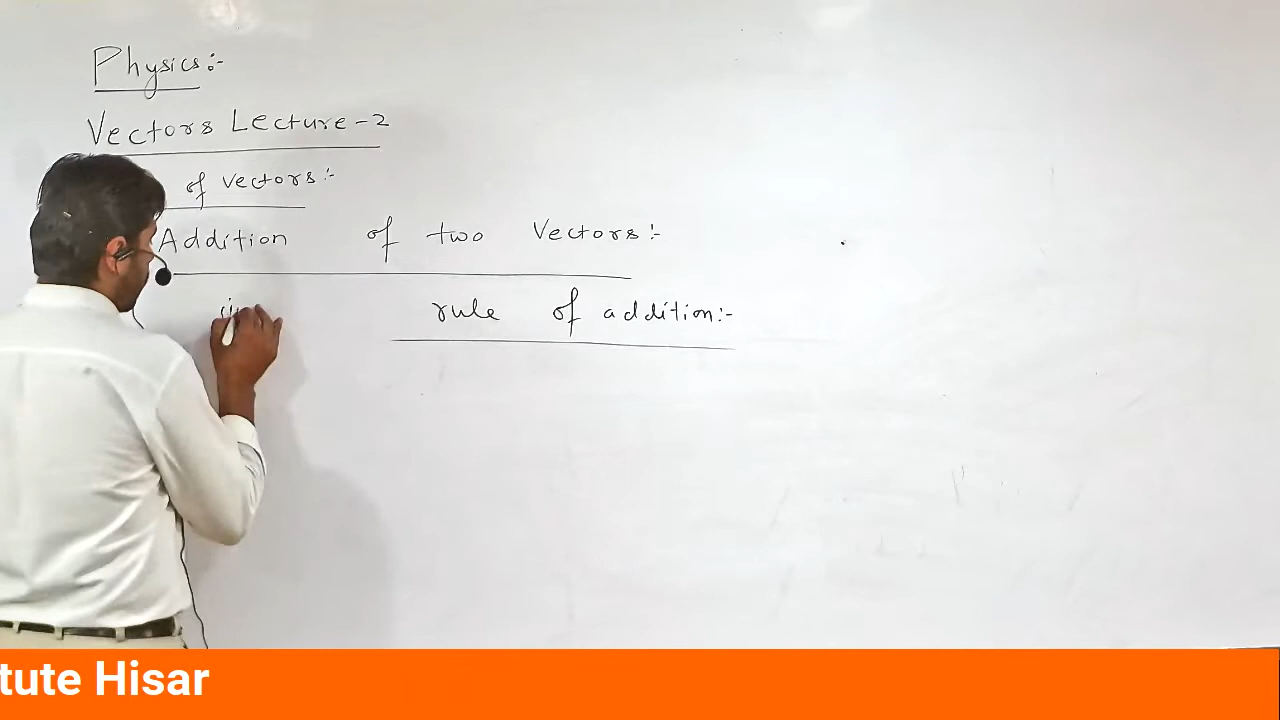 Physics:-
Vectors Lecture-2
of vectors:-
Addition of two Vectors:-
rule of addition:-
tute Hisar